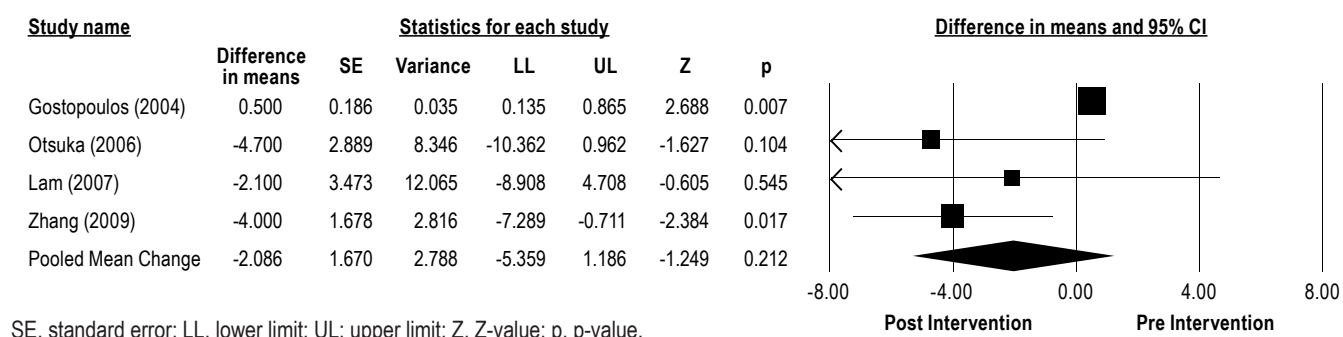 Study name Statistics for each study Difference in means and 95% CI
Difference in means SE Variance LL UL Z p
Gostopoulos (2004) 0.500 0.186 0.035 0.135 0.865 2.688 0.007
Otsuka (2006) -4.700 2.889 8.346 -10.362 0.962 -1.627 0.104
Lam (2007) -2.100 3.473 12.065 -8.908 4.708 -0.605 0.545
Zhang (2009) -4.000 1.678 2.816 -7.289 -0.711 -2.384 0.017
Pooled Mean Change -2.086 1.670 2.788 -5.359 1.186 -1.249 0.212
-8.00 -4.00 0.00 4.00 8.00
Post Intervention Pre Intervention
SE, standard error; LL, lower limit; UL; upper limit; Z, Z-value; p, p-value.